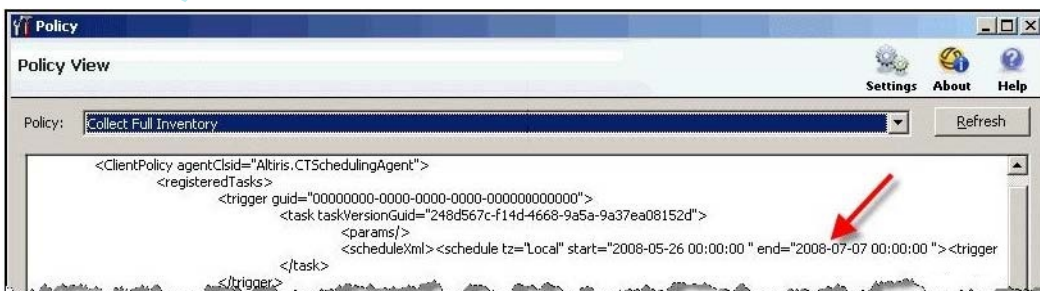 Policy
Policy View
Settings About Help
Policy: Collect Full Inventory Refresh
<ClientPolicy agentClsid="Altiris.CTSchedulingAgent">
<registeredTasks>
<trigger guid="00000000-0000-0000-0000-000000000000">
<task taskVersionGuid="248d567c-f14d-4668-9a5a-9a37ea08152d">
<params/>
<scheduleXml><schedule tz="Local" start="2008-05-26 00:00:00 " end="2008-07-07 00:00:00 "><trigger
</task>
</trigger>